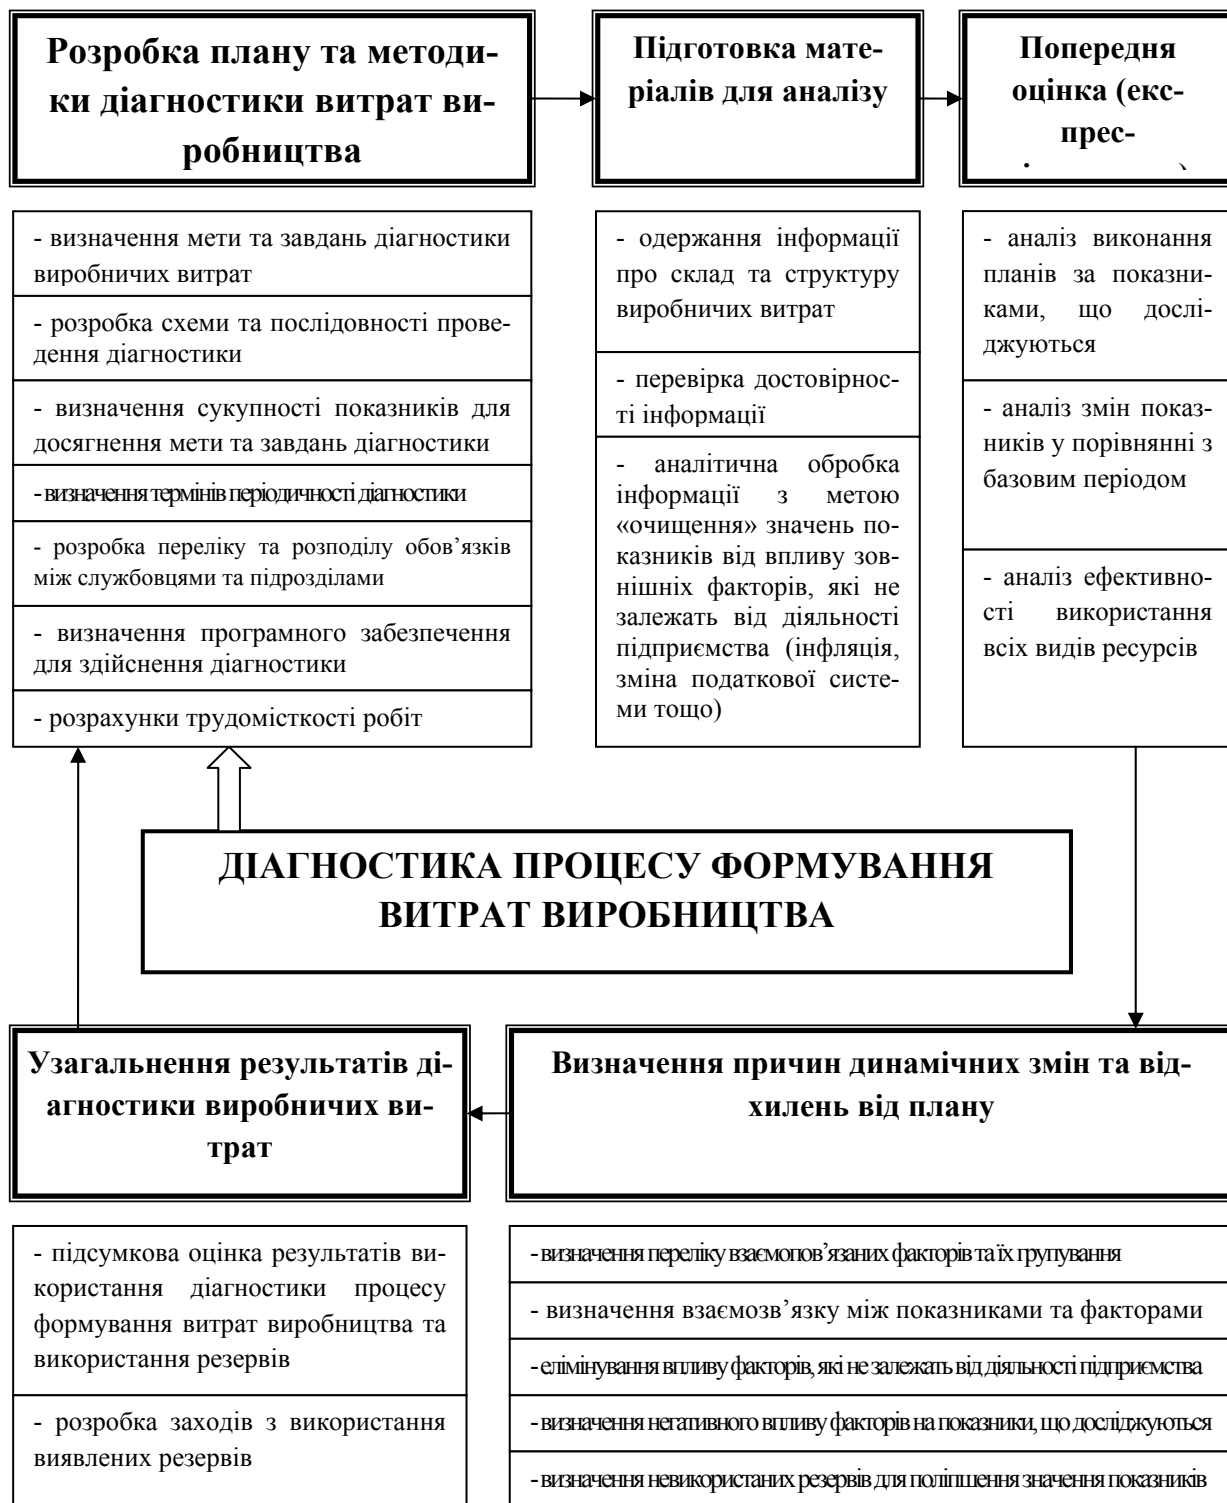 Розробка плану та методи-
ки діагностики витрат ви-
робництва
Підготовка мате-
ріалів для аналізу
Попередня
оцінка (екс-
прес-
- визначення мети та завдань діагностики
виробничих витрат
- розробка схеми та послідовності прове-
дення діагностики
- визначення сукупності показників для
досягнення мети та завдань діагностики
- визначення термінів періодичності діагностики
- розробка переліку та розподілу обов’язків
між службовцями та підрозділами
- визначення програмного забезпечення
для здійснення діагностики
- розрахунки трудомісткості робіт
- одержання інформації
про склад та структуру
виробничих витрат
- перевірка достовірнос-
ті інформації
- аналітична обробка
інформації з метою
«очищення» значень по-
казників від впливу зов-
нішніх факторів, які не
залежать від діяльності
підприємства (інфляція,
зміна податкової систе-
ми тощо)
- аналіз виконання
планів за показни-
ками, що дослі-
джуються
- аналіз змін показ-
ників у порівнянні з
базовим періодом
- аналіз ефективно-
сті використання
всіх видів ресурсів
ДІАГНОСТИКА ПРОЦЕСУ ФОРМУВАННЯ
ВИТРАТ ВИРОБНИЦТВА
Узагальнення результатів ді-
агностики виробничих ви-
трат
Визначення причин динамічних змін та від-
хилень від плану
- підсумкова оцінка результатів ви-
користання діагностики процесу
формування витрат виробництва та
використання резервів
- розробка заходів з використання
виявлених резервів
- визначення переліку взаємопов’язаних факторів та їх групування
- визначення взаємозв’язку між показниками та факторами
- елімінування впливу факторів, які не залежать від діяльності підприємства
- визначення негативного впливу факторів на показники, що досліджуються
- визначення невикористаних резервів для поліпшення значення показників